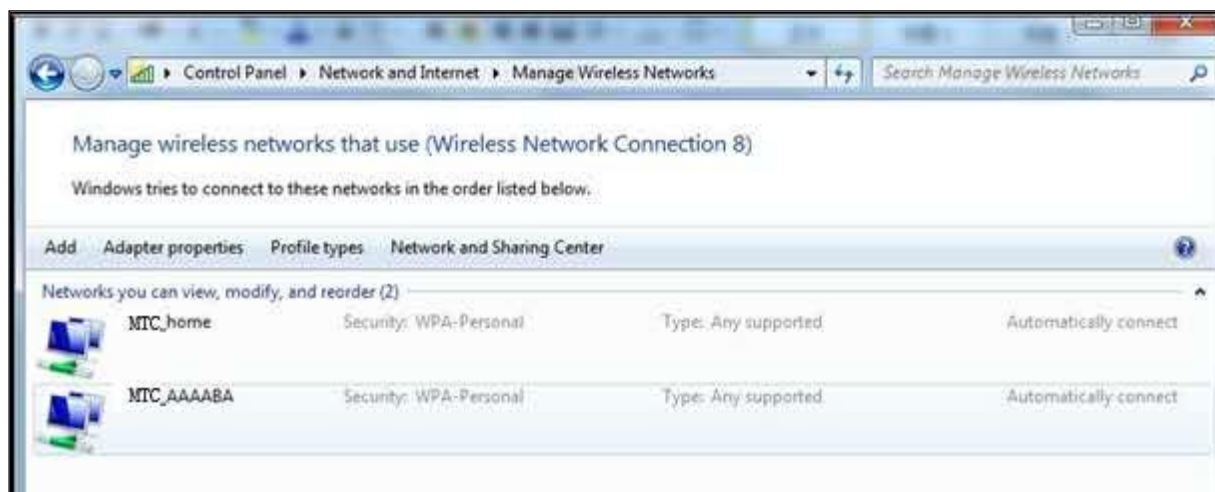 Control Panel Network and Internet Manage Wireless Networks Search Manage Wireless Networks
Manage wireless networks that use (Wireless Network Connection 8)
Windows tries to connect to these networks in the order listed below.
Add Adapter properties Profile types Network and Sharing Center
Networks you can view, modify, and reorder (2)
MTC_home Security: WPA-Personal Type: Any supported Automatically connect
MTC_AAAABA Security: WPA-Personal Type: Any supported Automatically connect